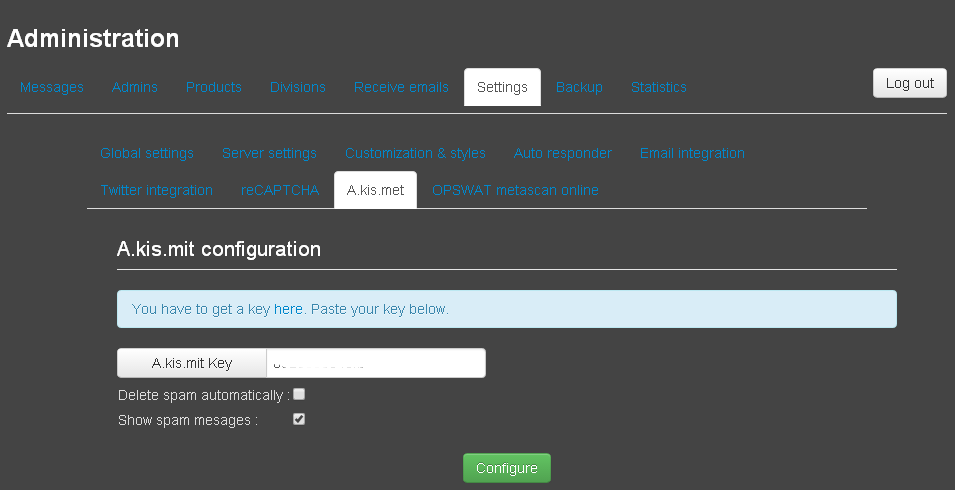 Administration
Messages Admins Products Divisions Receive emails Settings Backup Statistics Log out
Global settings Server settings Customization & styles Auto responder Email integration
Twitter integration reCAPTCHA A.kis.met OPSWAT metascan online
A.kis.mit configuration
You have to get a key here. Paste your key below.
A.kis.mit Key
Delete spam automatically :
Show spam mesages :
Configure